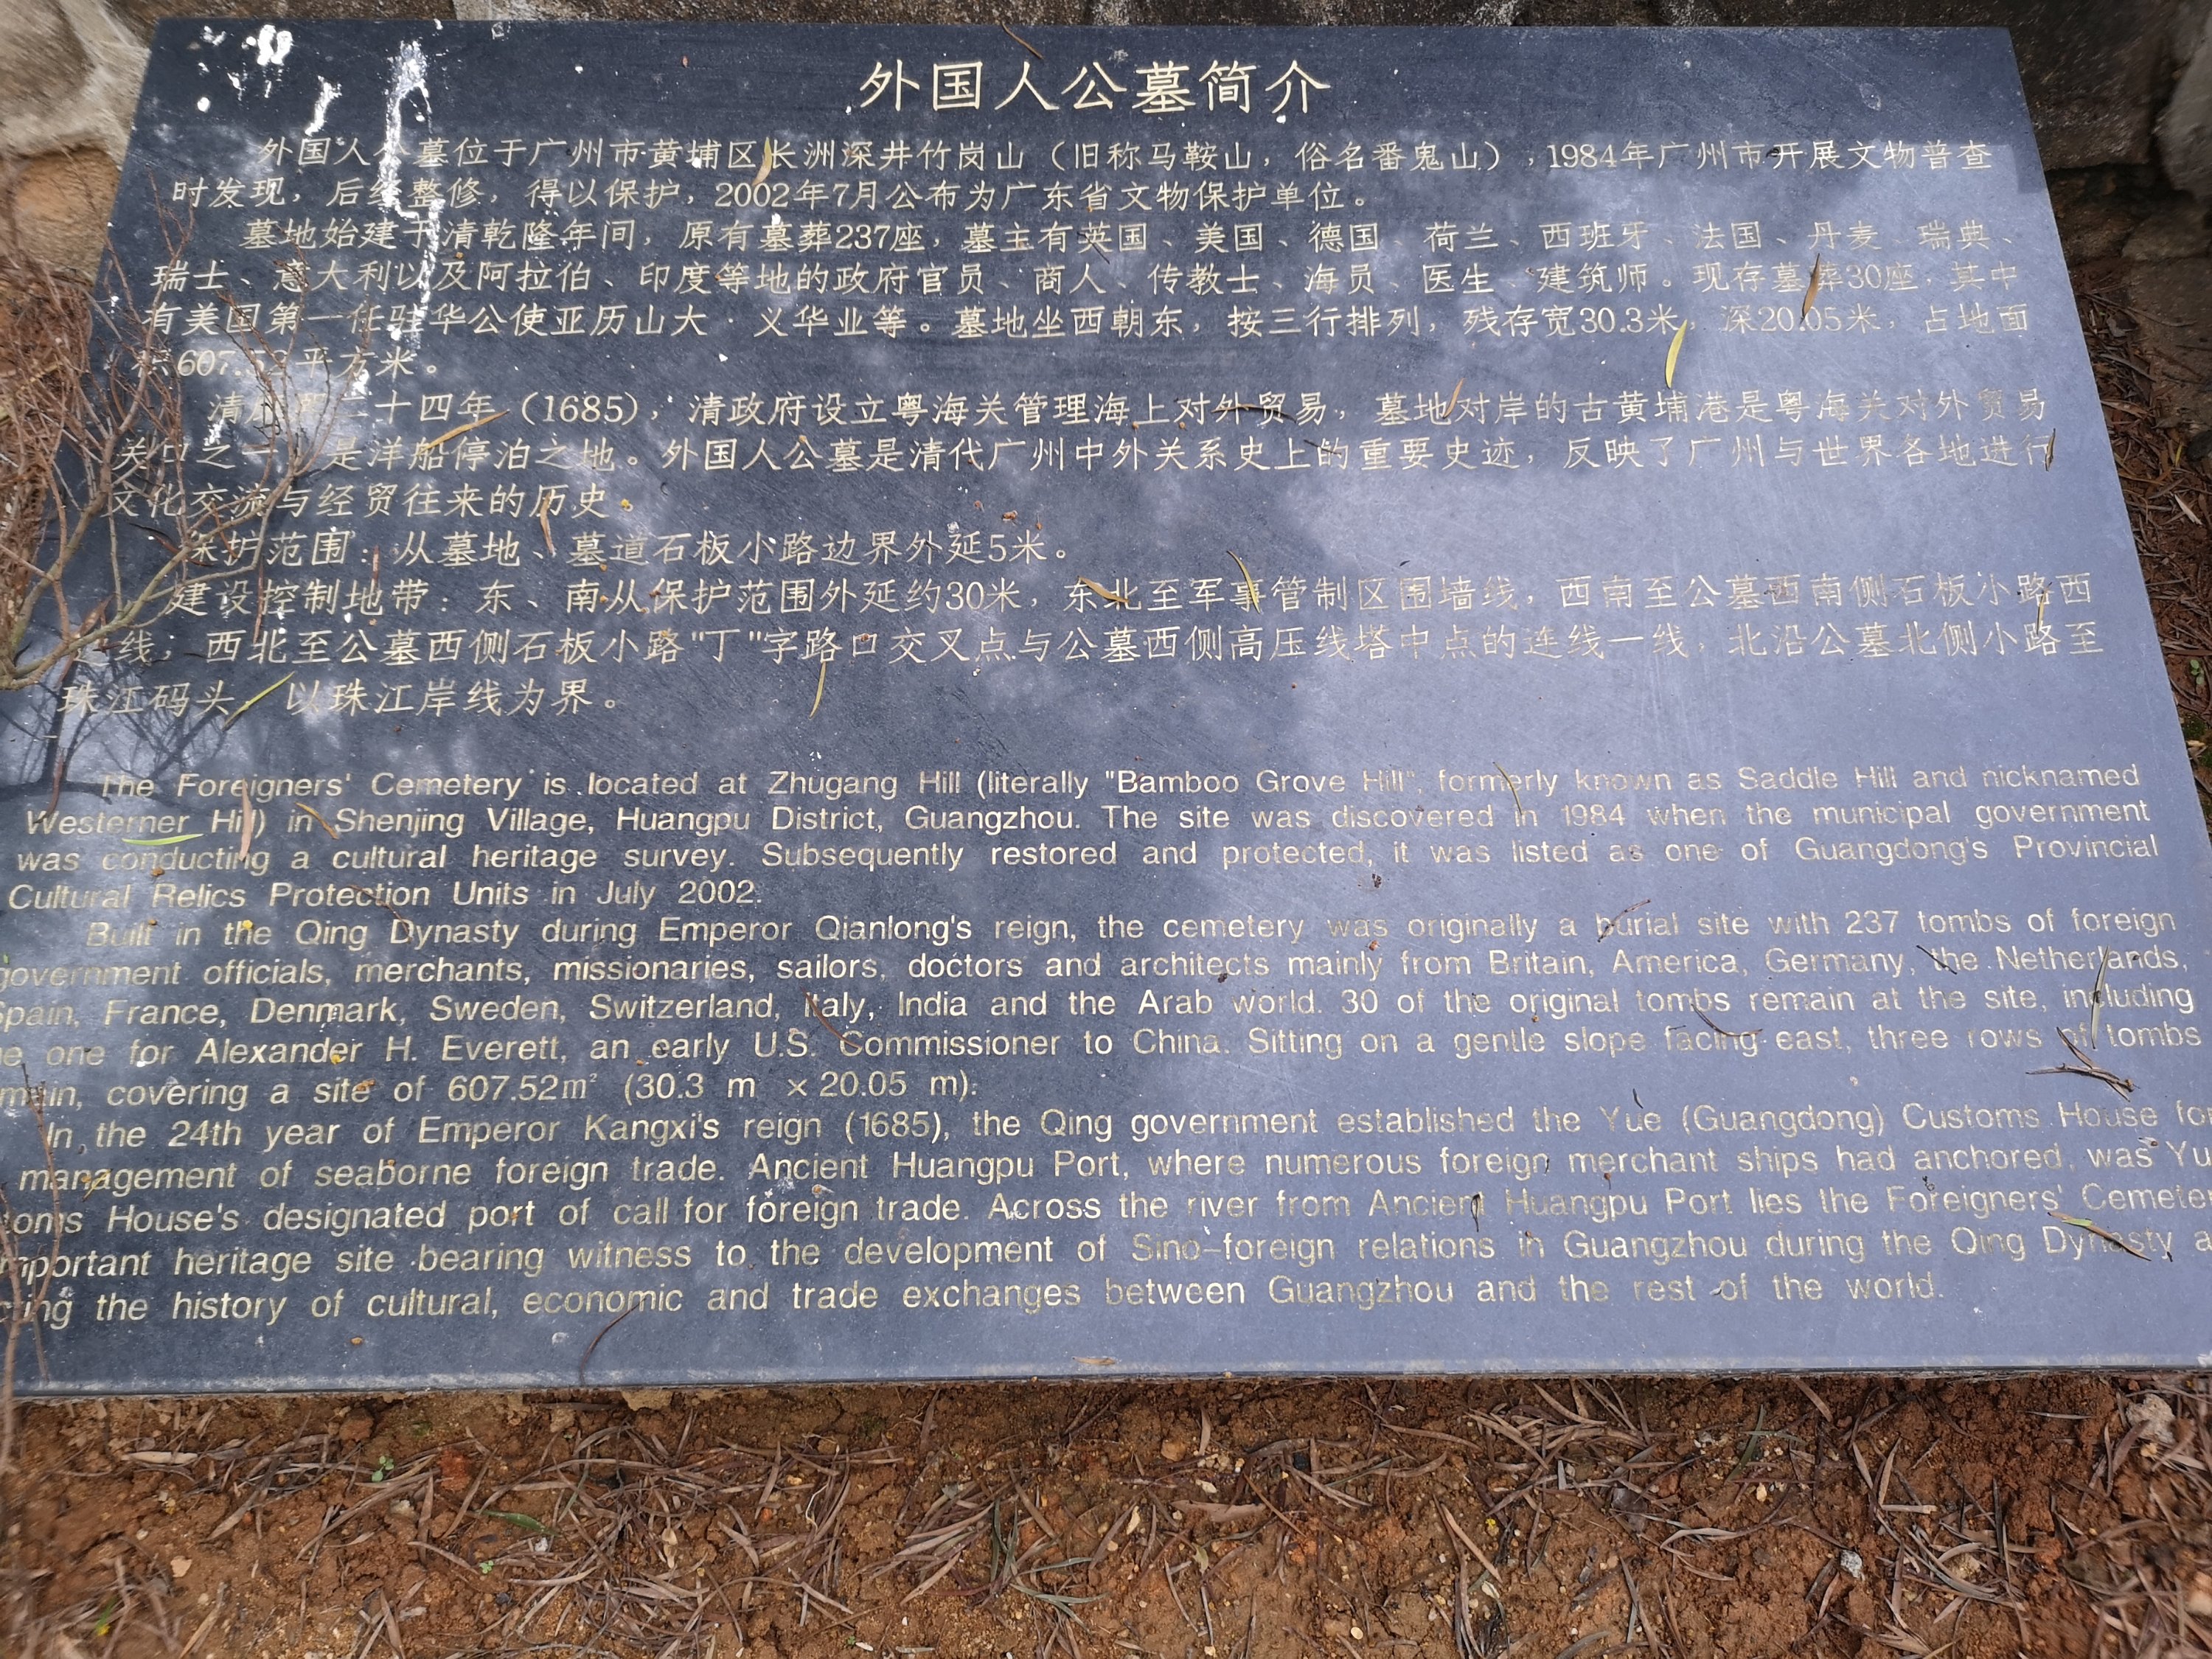 外国人公墓简介
外国人公墓位于广州市黄埔区长洲深井竹岗山（旧称马鞍山，俗名番鬼山），1984年广州市开展文物普查
时发现，后经整修，得以保护，2002年7月公布为广东省文物保护单位。
墓地始建于清乾隆年间，原有墓葬237座，墓主有英国、美国、德国、荷兰、西班牙、法国、丹麦、瑞典、
瑞士、意大利以及阿拉伯、印度等地的政府官员、商人、传教士、海员、医生、建筑师。现存墓葬30座，其中
有美国第一任驻华公使亚历山大·义华业等。墓地坐西朝东，按三行排列，残存宽30.3米，深20.05米，占地面
积607.52平方米。
清 二十四年（1685），清政府设立粤海关管理海上对外贸易，墓地对岸的古黄埔港是粤海关对外贸易
关口之一，是洋船停泊之地。外国人公墓是清代广州中外关系史上的重要史迹，反映了广州与世界各地进行
文化交流与经贸往来的历史。
保护范围：从墓地、墓道石板小路边界外延5米。
建设控制地带：东、南从保护范围外延约30米，东北至军事管制区围墙线，西南至公墓西南侧石板小路西
线，西北至公墓西侧石板小路"丁"字路口交叉点与公墓西侧高压线塔中点的连线一线，北沿公墓北侧小路至
珠江码头，以珠江岸线为界。
The Foreigners' Cemetery is located at Zhugang Hill (literally "Bamboo Grove Hill", formerly known as Saddle Hill and nicknamed
Westerner Hill) in Shenjing Village, Huangpu District, Guangzhou. The site was discovered in 1984 when the municipal government
was conducting a cultural heritage survey. Subsequently restored and protected, it was listed as one of Guangdong's Provincial
Cultural Relics Protection Units in July 2002.
Built in the Qing Dynasty during Emperor Qianlong's reign, the cemetery was originally a burial site with 237 tombs of foreign
government officials, merchants, missionaries, sailors, doctors and architects mainly from Britain, America, Germany, the Netherlands,
Spain, France, Denmark, Sweden, Switzerland, Italy, India and the Arab world. 30 of the original tombs remain at the site, including
one for Alexander H. Everett, an early U.S. Commissioner to China. Sitting on a gentle slope facing east, three rows of tombs
main, covering a site of 607.52m² (30.3 m × 20.05 m).
In the 24th year of Emperor Kangxi's reign (1685), the Qing government established the Yue (Guangdong) Customs House fo
management of seaborne foreign trade. Ancient Huangpu Port, where numerous foreign merchant ships had anchored, was Yu
toms House's designated port of call for foreign trade. Across the river from Ancient Huangpu Port lies the Foreigners' Cemete
mportant heritage site bearing witness to the development of Sino-foreign relations in Guangzhou during the Qing Dynasty a
cting the history of cultural, economic and trade exchanges between Guangzhou and the rest of the world.